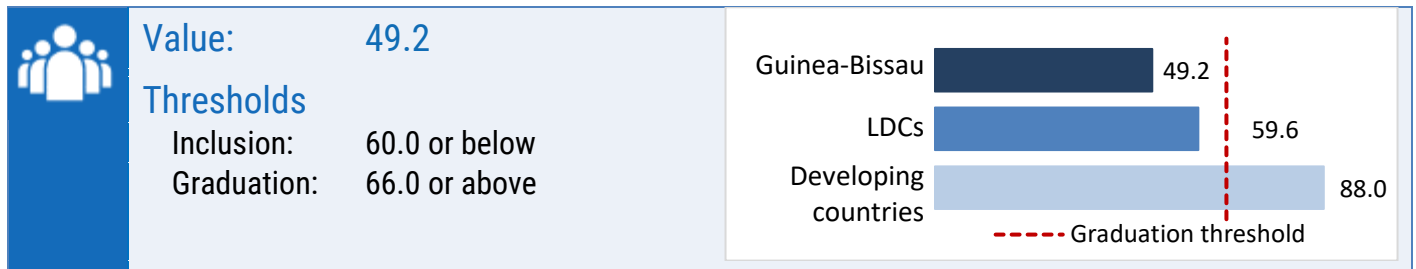 Value: 49.2
Thresholds
Inclusion: 60.0 or below
Graduation: 66.0 or above
Guinea-Bissau 49.2
LDCs 59.6
Developing
countries 88.0
Graduation threshold